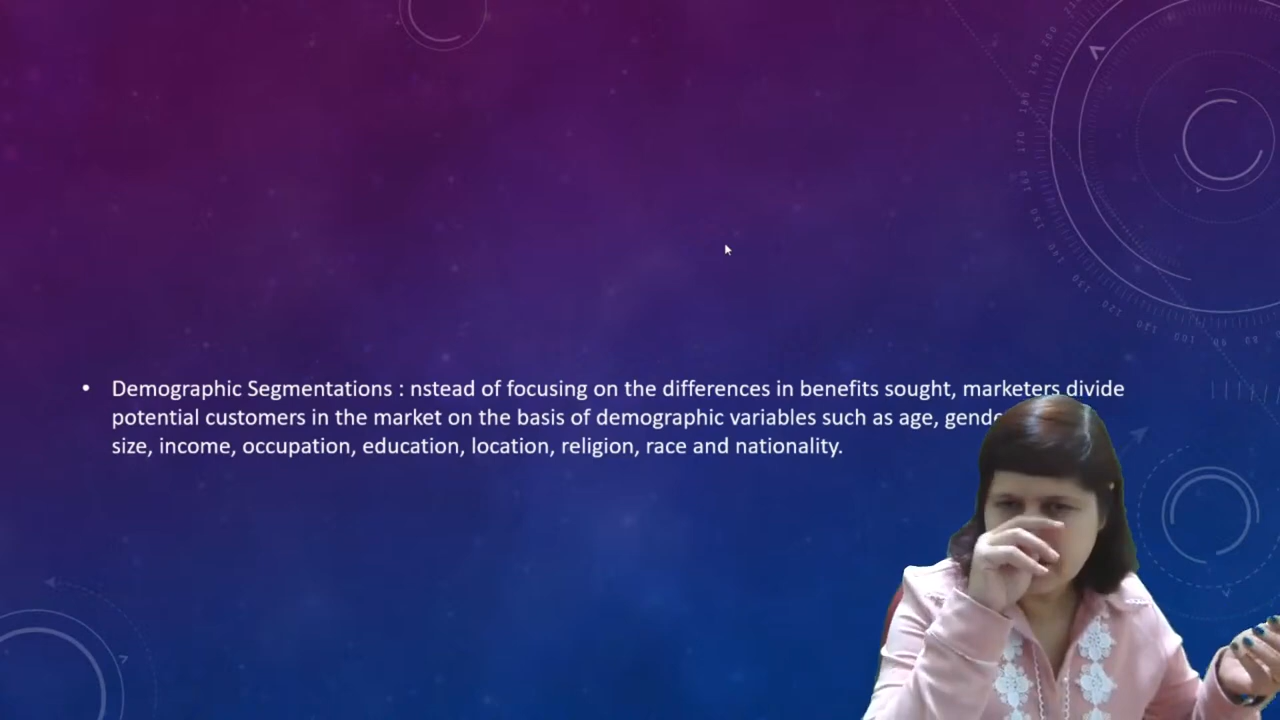 • Demographic Segmentations : nstead of focusing on the differences in benefits sought, marketers divide
potential customers in the market on the basis of demographic variables such as age,
size, income, occupation, education, location, religion, race and nationality.